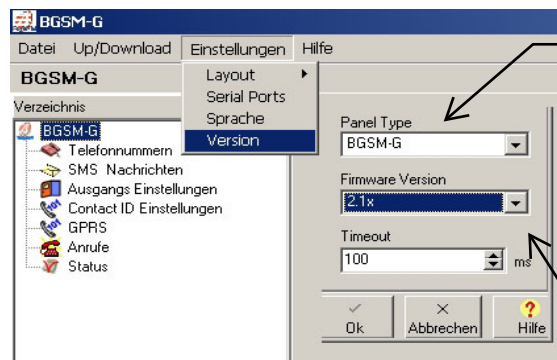 BGSM-G
Datei Up/Download Einstellungen Hilfe
BGSM-G
Layout
Serial Ports
Sprache
Version
Verzeichnis
BGSM-G
Telefonnummern
SMS Nachrichten
Ausgangs Einstellungen
Contact ID Einstellungen
GPRS
Anrufe
Status
Panel Type
BGSM-G
Firmware Version
2.1x
Timeout
100 ms
Ok Abbrechen Hilfe